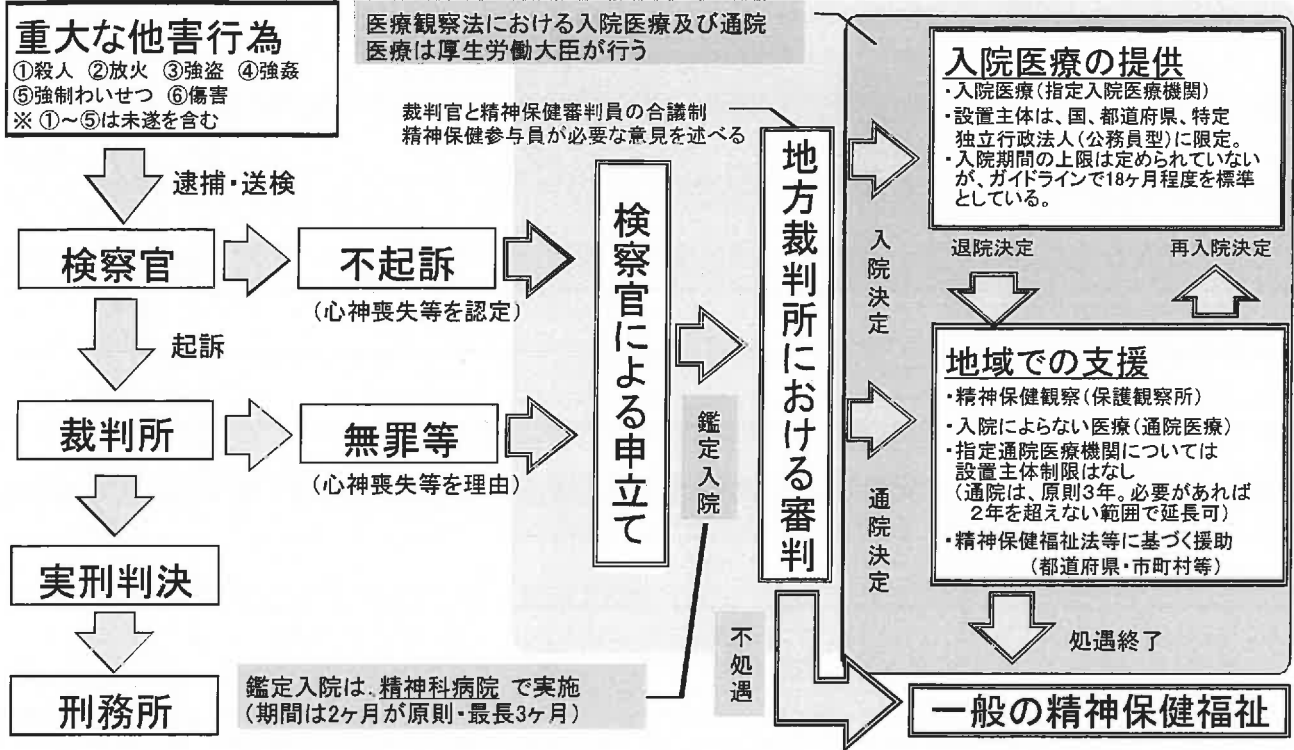 重大な他害行為
①殺人 ②放火 ③強盗 ④強姦
⑤強制わいせつ ⑥傷害
※ ①～⑤は未遂を含む
医療観察法における入院医療及び通院
医療は厚生労働大臣が行う
裁判官と精神保健審判員の合議制
精神保健参与員が必要な意見を述べる
逮捕・送検
検察官
不起訴
(心神喪失等を認定)
起訴
裁判所
無罪等
(心神喪失等を理由)
実刑判決
刑務所
検察官による申立て
鑑定入院
鑑定入院は、精神科病院 で実施
(期間は2ヶ月が原則・最長3ヶ月)
地方裁判所における審判
入院決定
通院決定
不処遇
入院医療の提供
・入院医療(指定入院医療機関)
・設置主体は、国、都道府県、特定
独立行政法人(公務員型)に限定。
・入院期間の上限は定められていない
が、ガイドラインで18ヶ月程度を標準
としている。
退院決定
再入院決定
地域での支援
・精神保健観察(保護観察所)
・入院によらない医療(通院医療)
・指定通院医療機関については
設置主体制限はなし
(通院は、原則3年。必要があれば
2年を超えない範囲で延長可)
・精神保健福祉法等に基づく援助
(都道府県・市町村等)
処遇終了
一般の精神保健福祉